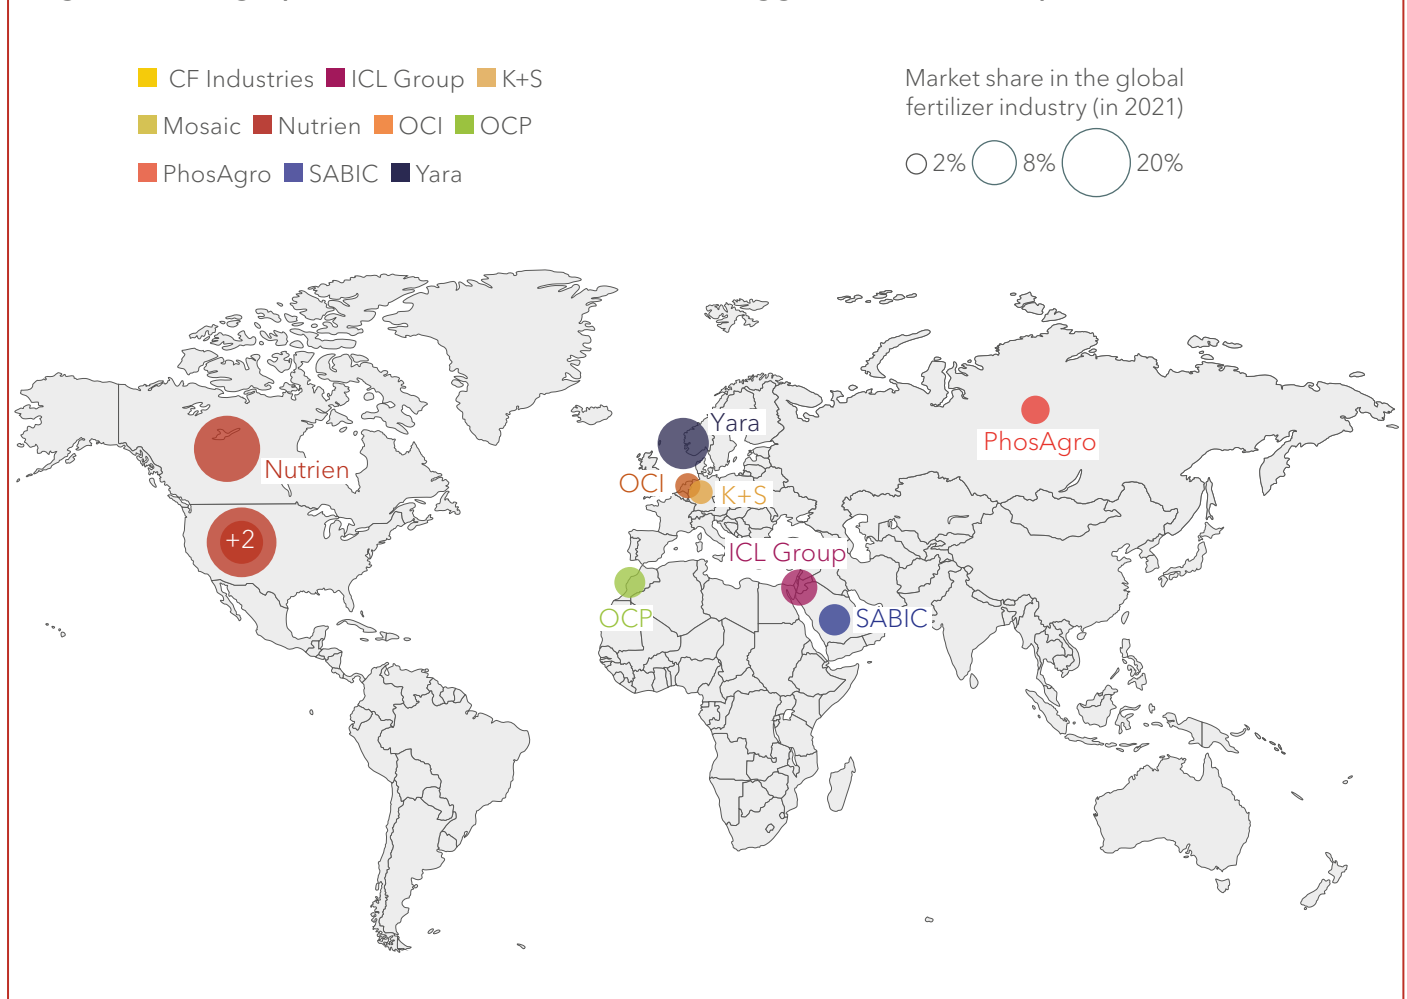 CF Industries ICL Group K+S
Mosaic Nutrien OCI OCP
PhosAgro SABIC Yara
Market share in the global
fertilizer industry (in 2021)
2% 8% 20%
Yara
PhosAgro
Nutrien
OCI
K+S
+2
ICL Group
OCP
SABIC